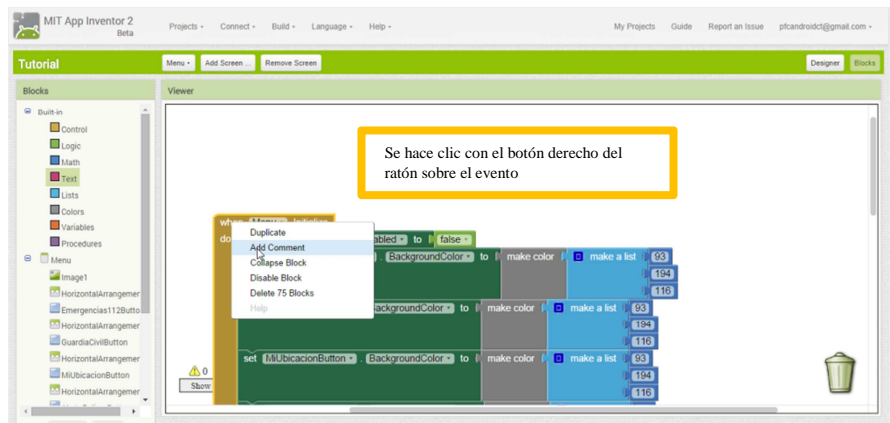 MIT App Inventor 2
Beta
Projects Connect Build Language Help My Projects Guide Report an Issue pfcandroidct@gmail.com
Tutorial Menu Add Screen ... Remove Screen Designer Blocks
Blocks Viewer
Built-in
Control
Logic
Math
Text
Lists
Colors
Variables
Procedures
Menu
Image1
HorizontalArrangemer
Emergencias112Butto
HorizontalArrangemer
GuardiaCivilButton
HorizontalArrangemer
MiUbicacionButton
HorizontalArrangemer
Se hace clic con el botón derecho del
ratón sobre el evento
when Menu
do abled to false
Duplicate
Add Comment
Collapse Block
Disable Block
Delete 75 Blocks
Help
. BackgroundColor to make color make a list 93
194
116
BackgroundColor to make color make a list 93
194
116
set MiUbicacionButton . BackgroundColor to make color make a list 93
194
116
0
Show